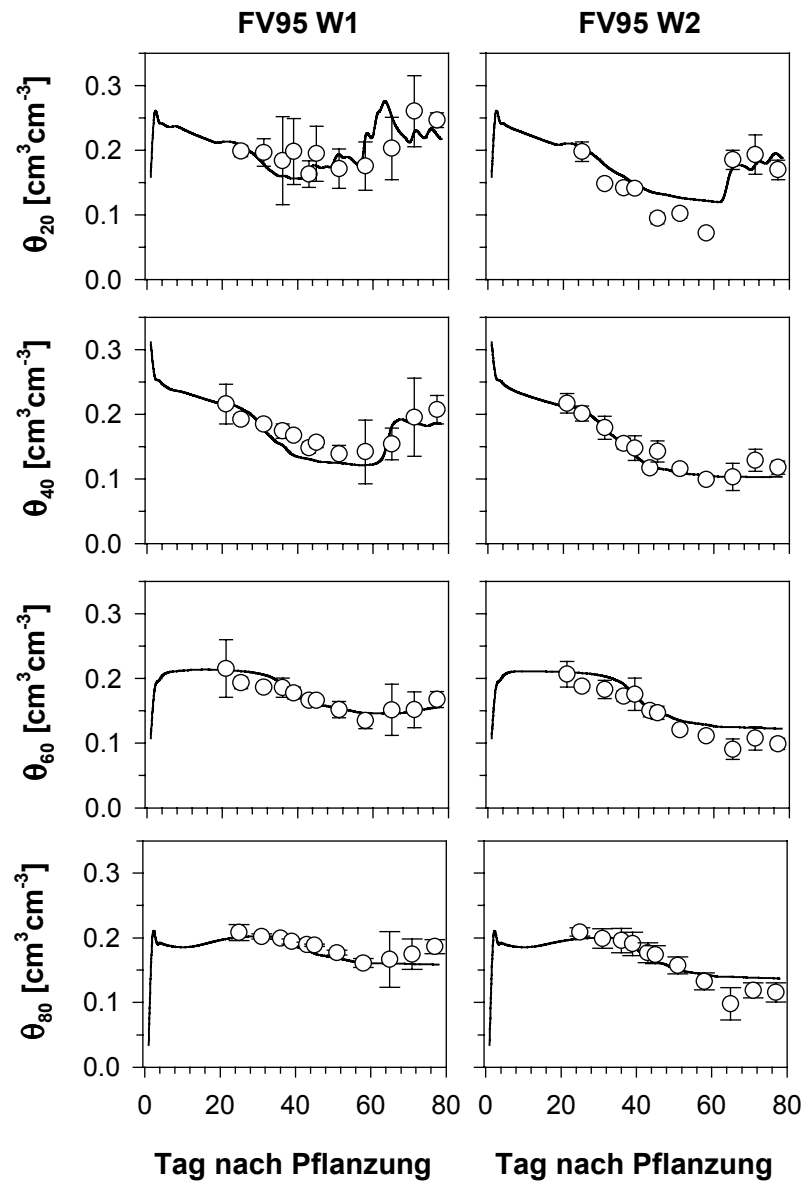 FV95 W1 FV95 W2
0.3
0.2
0.1
0.0
θ20 [cm³cm⁻³]
0.3
0.2
0.1
0.0
θ40 [cm³cm⁻³]
0.3
0.2
0.1
0.0
θ60 [cm³cm⁻³]
0.3
0.2
0.1
0.0
θ80 [cm³cm⁻³]
0 20 40 60 80 0 20 40 60 80
Tag nach Pflanzung Tag nach Pflanzung